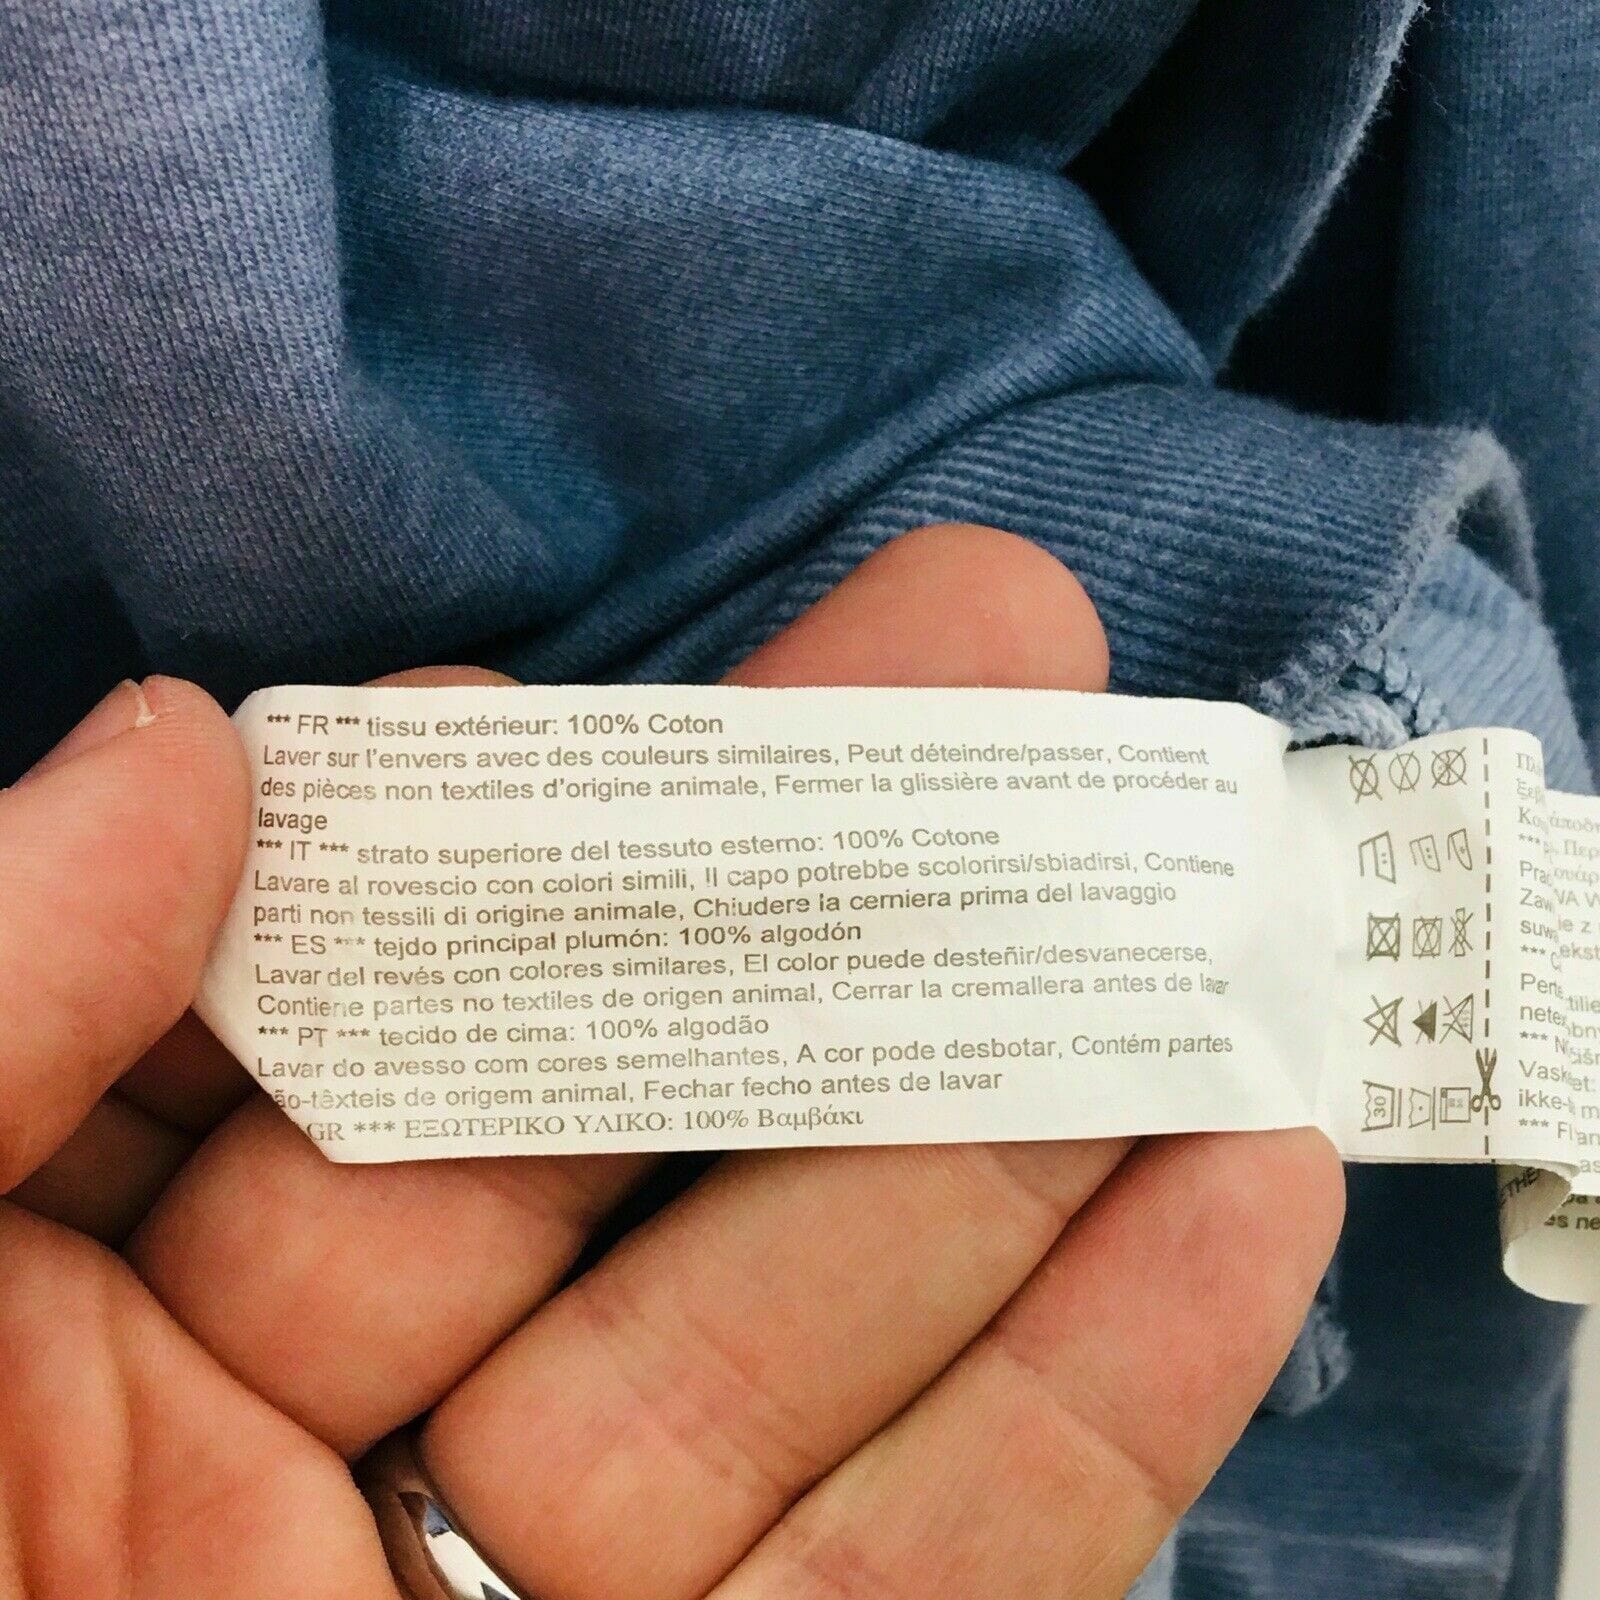 *** FR *** tissu extérieur: 100% Coton
Laver sur l'envers avec des couleurs similaires, Peut déteindre/passer, Contient
des pièces non textiles d'origine animale, Fermer la glissière avant de procéder au
lavage
*** IT *** strato superiore del tessuto esterno: 100% Cotone
Lavare al rovescio con colori simili, Il capo potrebbe scolorirsi/sbiadirsi, Contiene
parti non tessili di origine animale, Chiudere la cerniera prima del lavaggio
*** ES *** tejdo principal plumón: 100% algodón
Lavar del revés con colores similares, El color puede desteñir/desvanecerse,
Contiene partes no textiles de origen animal, Cerrar la cremallera antes de lavar
*** PT *** tecido de cima: 100% algodão
Lavar do avesso com cores semelhantes, A cor pode desbotar, Contém partes
ão-têxteis de origem animal, Fechar fecho antes de lavar
GR *** ΕΞΩΤΕΡΙΚΟ ΥΛΙΚΟ: 100% Βαμβάκι
30